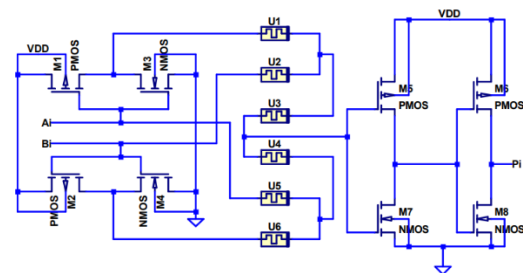 U1
VDD
M1
PMOS
M3
NMOS
U2
VDD
M5
PMOS
M6
PMOS
U3
Ai
Bi
U4
Pi
PMOS
M2
NMOS
M4
U5
U6
M7
NMOS
M8
NMOS